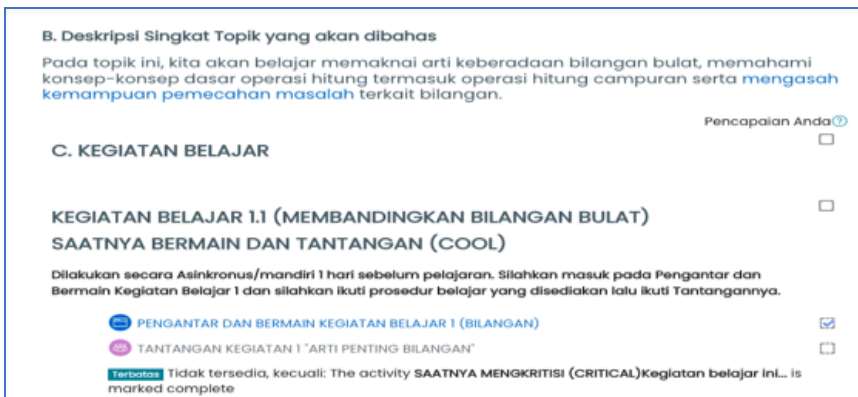 B. Deskripsi Singkat Topik yang akan dibahas
Pada topik ini, kita akan belajar memaknai arti keberadaan bilangan bulat, memahami
konsep-konsep dasar operasi hitung termasuk operasi hitung campuran serta mengasah
kemampuan pemecahan masalah terkait bilangan.
Pencapaian Anda
C. KEGIATAN BELAJAR
KEGIATAN BELAJAR 1.1 (MEMBANDINGKAN BILANGAN BULAT)
SAATNYA BERMAIN DAN TANTANGAN (COOL)
Dilakukan secara Asinkronus/mandiri 1 hari sebelum pelajaran. Silahkan masuk pada Pengantar dan
Bermain Kegiatan Belajar 1 dan silahkan ikuti prosedur belajar yang disediakan lalu ikuti Tantangannya.
PENGANTAR DAN BERMAIN KEGIATAN BELAJAR 1 (BILANGAN)
TANTANGAN KEGIATAN 1 "ARTI PENTING BILANGAN"
Terbatas Tidak tersedia, kecuali: The activity SAATNYA MENGKRITISI (CRITICAL)Kegiatan belajar ini... is
marked complete